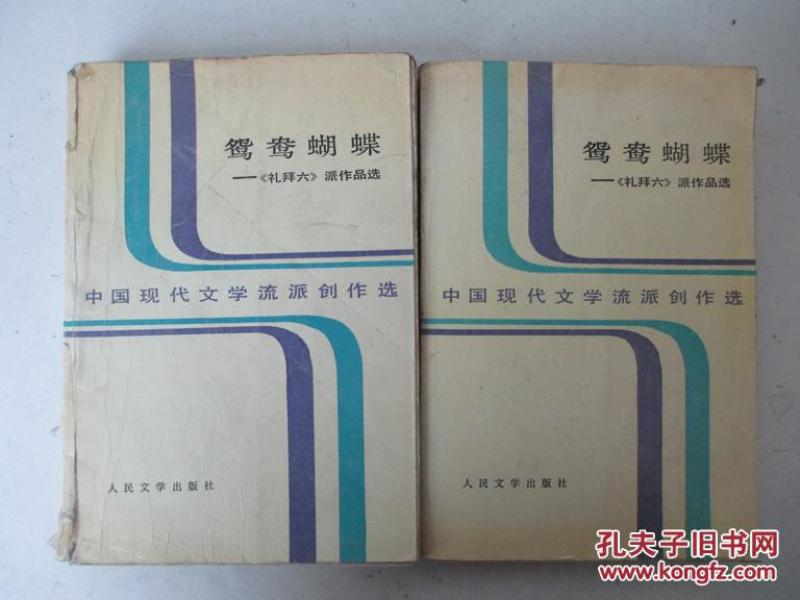 鸳鸯蝴蝶
——《礼拜六》派作品选
中国现代文学流派创作选
人民文学出版社
鸳鸯蝴蝶
——《礼拜六》派作品选
中国现代文学流派创作选
人民文学出版社
孔夫子旧书网
www.kongfz.com